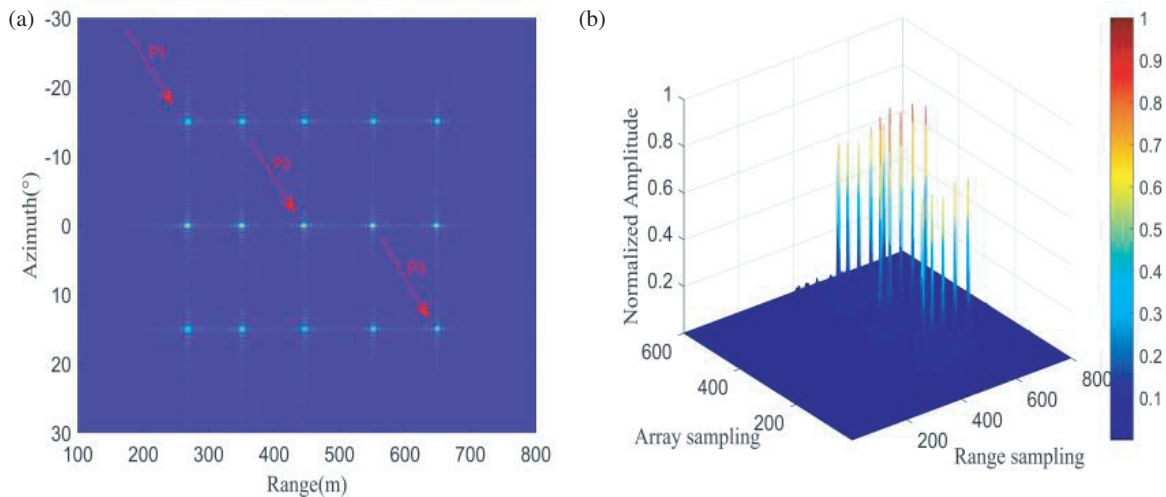 (a)
-30
-20
-10
0
10
20
30
Azimuth(°)
100 200 300 400 500 600 700 800
Range(m)
P1
P2
P3
(b)
1
0.8
0.6
0.4
0.2
Normalized Amplitude
600
400
200
Array sampling
200
400
600
800
Range sampling
1
0.9
0.8
0.7
0.6
0.5
0.4
0.3
0.2
0.1